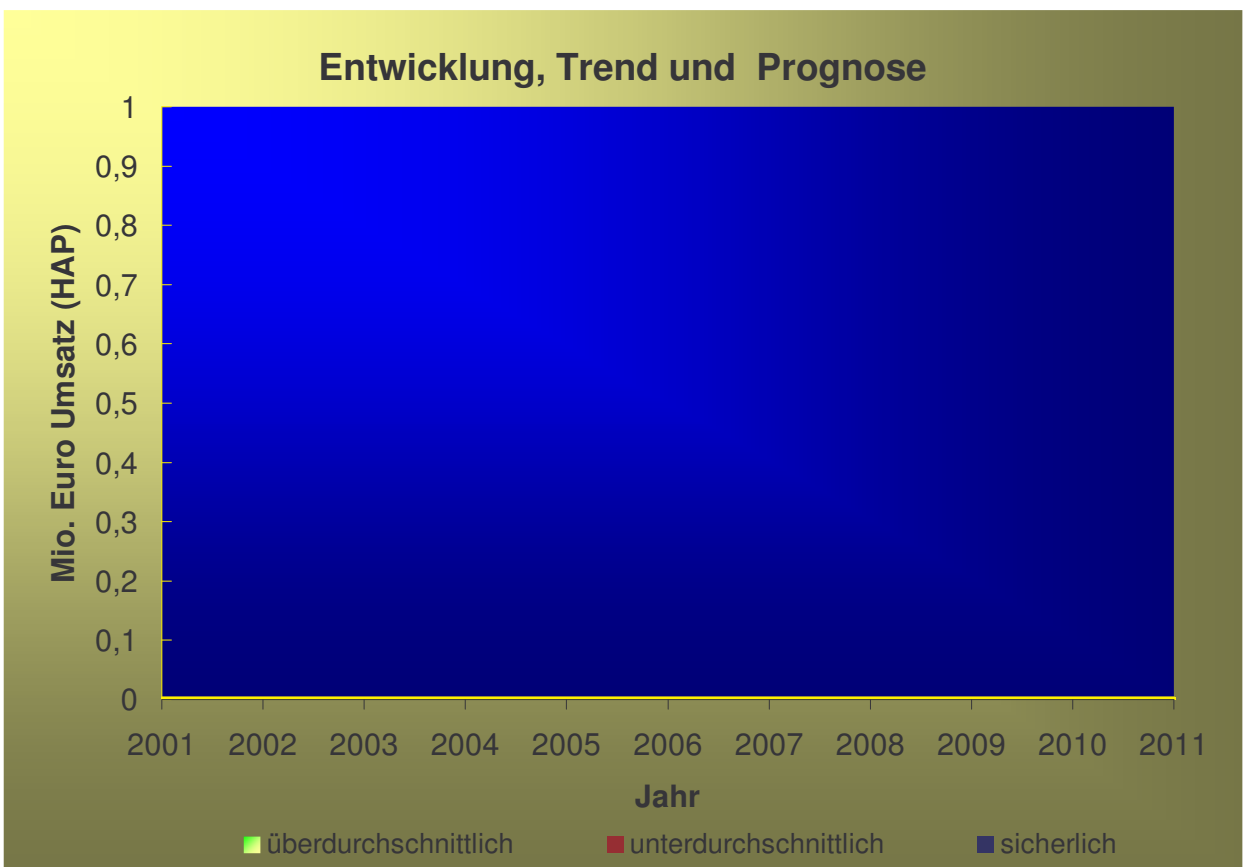 Entwicklung, Trend und  Prognose
Mio. Euro Umsatz (HAP)
1
0,9
0,8
0,7
0,6
0,5
0,4
0,3
0,2
0,1
0
2001 2002 2003 2004 2005 2006 2007 2008 2009 2010 2011
Jahr
überdurchschnittlich unterdurchschnittlich sicherlich